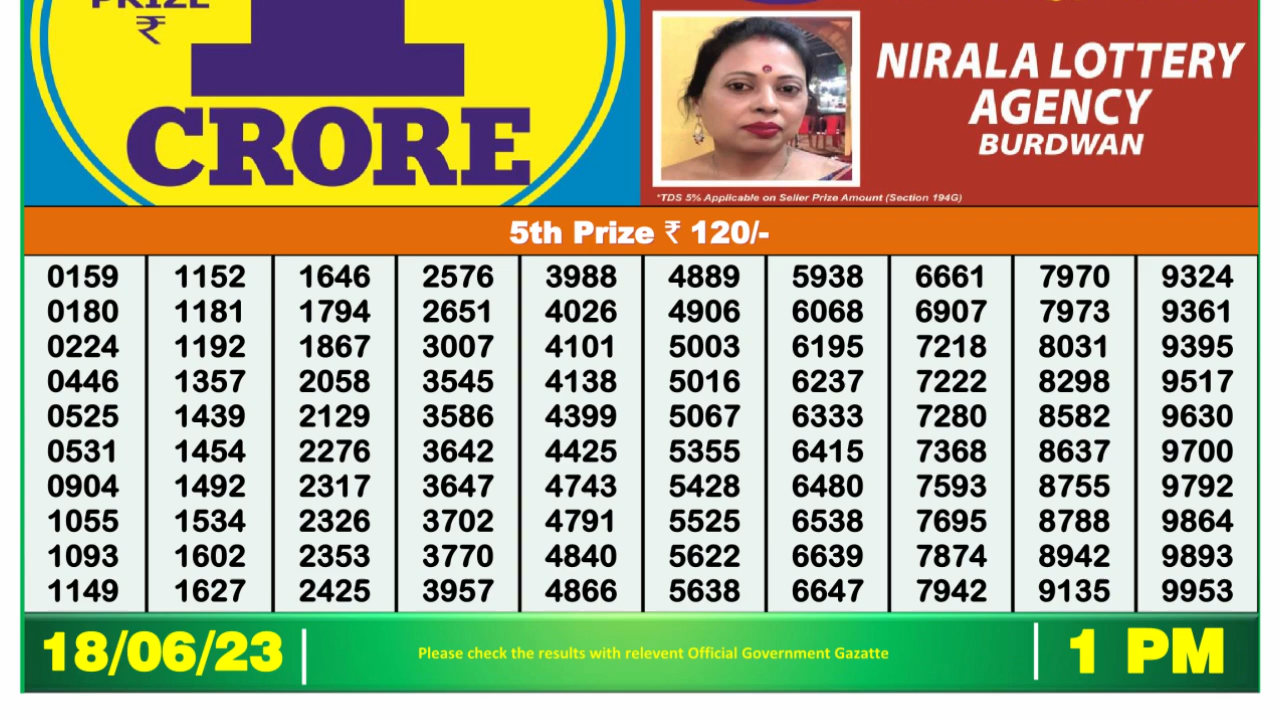 PRIZE
₹
1
CRORE
NIRALA LOTTERY
AGENCY
BURDWAN
*TDS 5% Applicable on Seller Prize Amount (Section 194G)
5th Prize ₹ 120/-
0159 1152 1646 2576 3988 4889 5938 6661 7970 9324
0180 1181 1794 2651 4026 4906 6068 6907 7973 9361
0224 1192 1867 3007 4101 5003 6195 7218 8031 9395
0446 1357 2058 3545 4138 5016 6237 7222 8298 9517
0525 1439 2129 3586 4399 5067 6333 7280 8582 9630
0531 1454 2276 3642 4425 5355 6415 7368 8637 9700
0904 1492 2317 3647 4743 5428 6480 7593 8755 9792
1055 1534 2326 3702 4791 5525 6538 7695 8788 9864
1093 1602 2353 3770 4840 5622 6639 7874 8942 9893
1149 1627 2425 3957 4866 5638 6647 7942 9135 9953
18/06/23
Please check the results with relevent Official Government Gazatte
1 PM